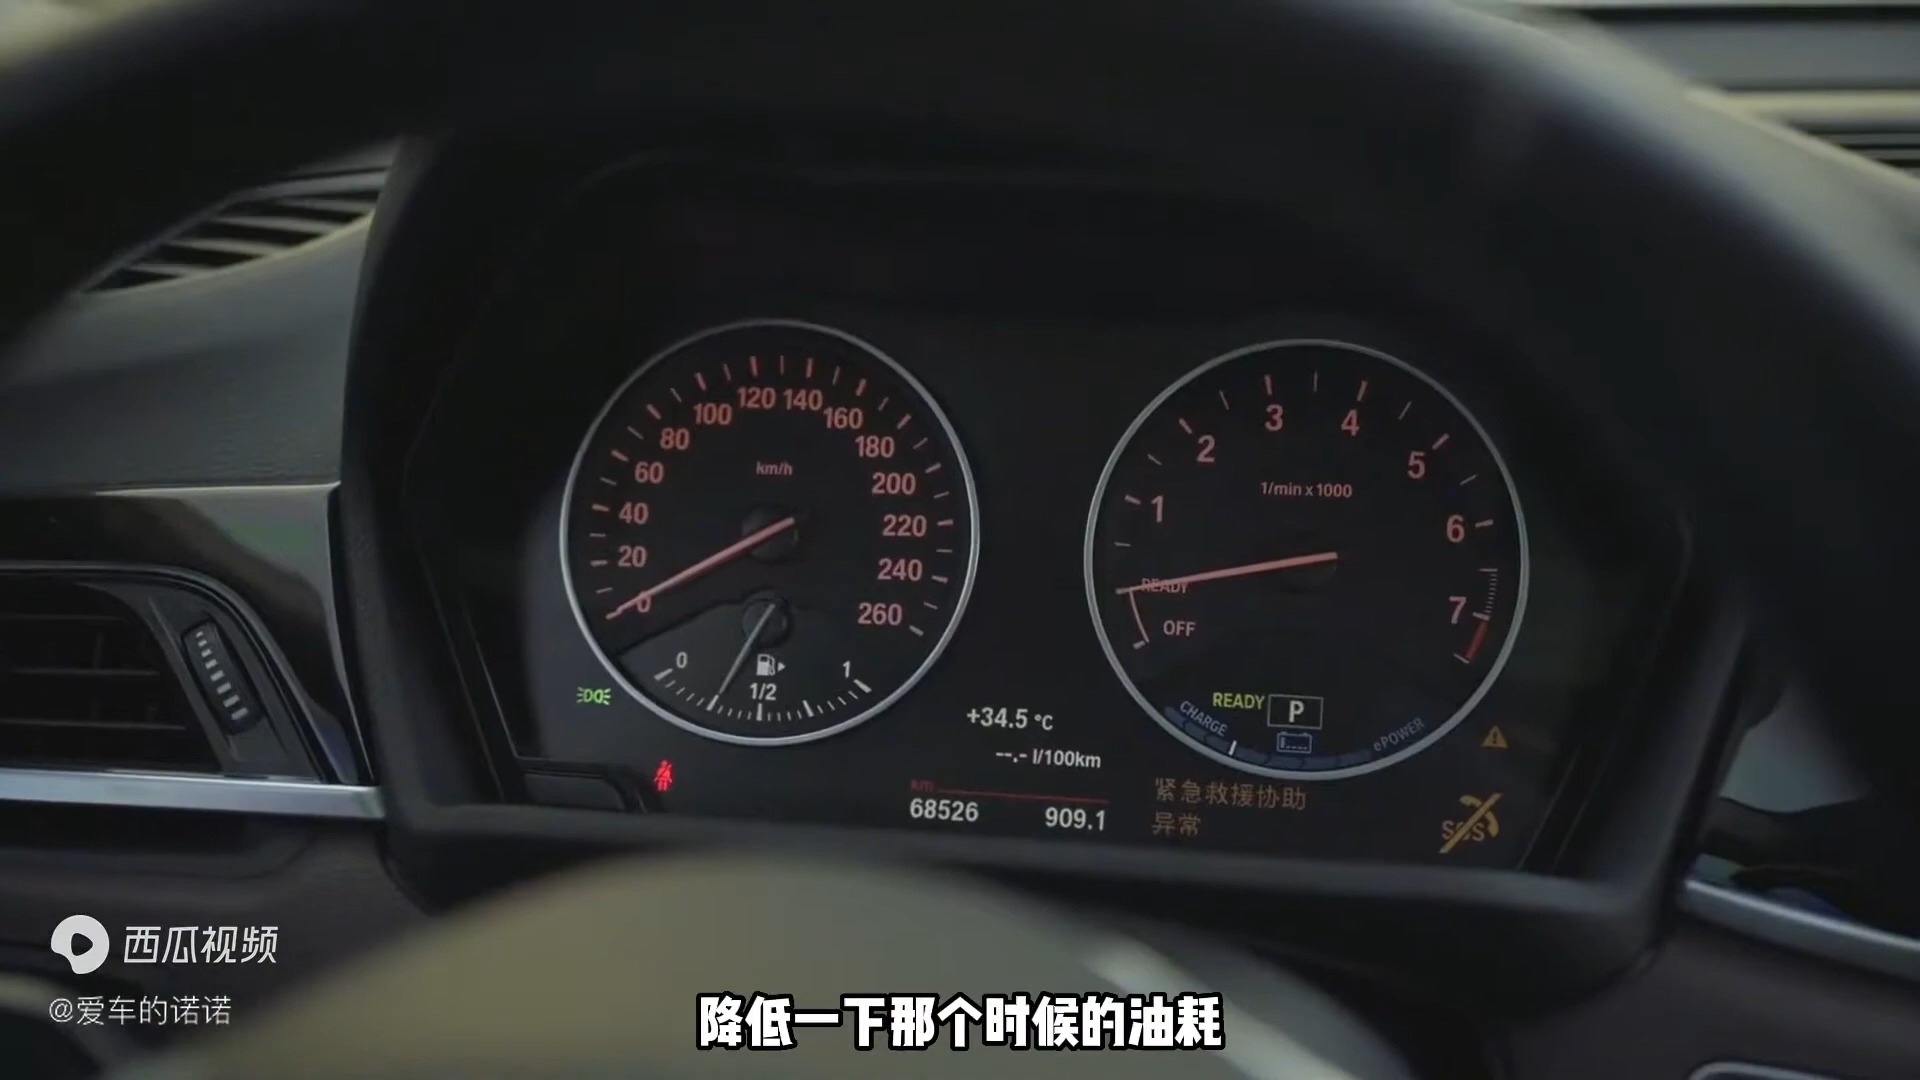 0
20
40
60
80
100
120
140
160
180
200
220
240
260
km/h
0
1/2
1
1
2
3
4
5
6
7
1/min x 1000
READY
OFF
READY
P
CHARGE
ePOWER
+34.5 °C
--.- l/100km
km
68526
909.1
紧急救援协助
异常
SOS
西瓜视频
@爱车的诺诺
降低一下那个时候的油耗